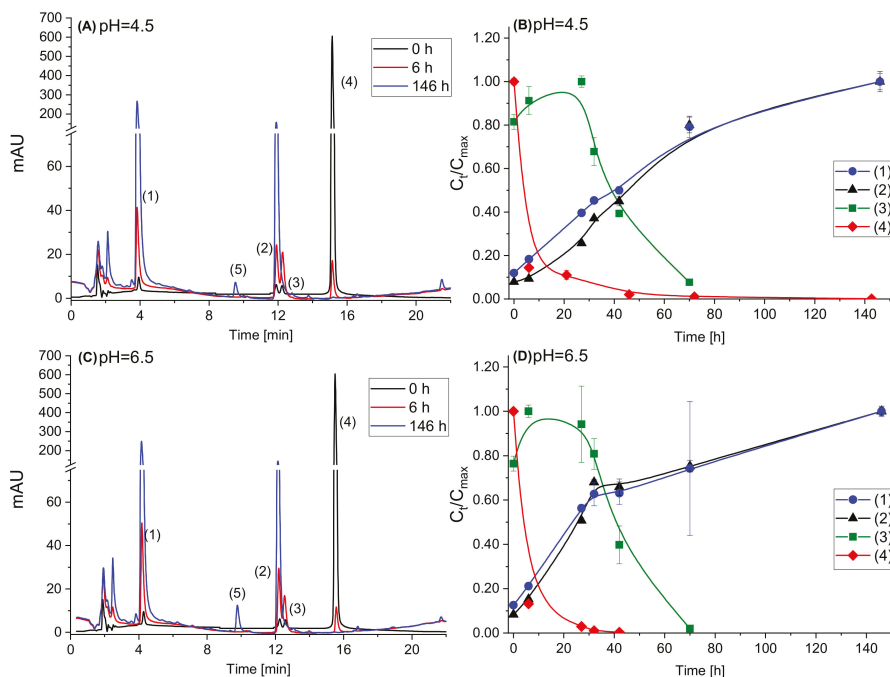 (A) pH=4.5
0 h
6 h
146 h
(4)
(1)
(2)
(3)
(5)
mAU
700
600
500
400
300
200
60
40
20
0
0 4 8 12 16 20
Time [min]
(B) pH=4.5
(1)
(2)
(3)
(4)
Ct/Cmax
1.20
1.00
0.80
0.60
0.40
0.20
0.00
0 20 40 60 80 100 120 140
Time [h]
(C) pH=6.5
0 h
6 h
146 h
(4)
(1)
(2)
(3)
(5)
mAU
700
600
500
400
300
200
60
40
20
0
0 4 8 12 16 20
Time [min]
(D) pH=6.5
(1)
(2)
(3)
(4)
Ct/Cmax
1.20
1.00
0.80
0.60
0.40
0.20
0.00
0 20 40 60 80 100 120 140
Time [h]